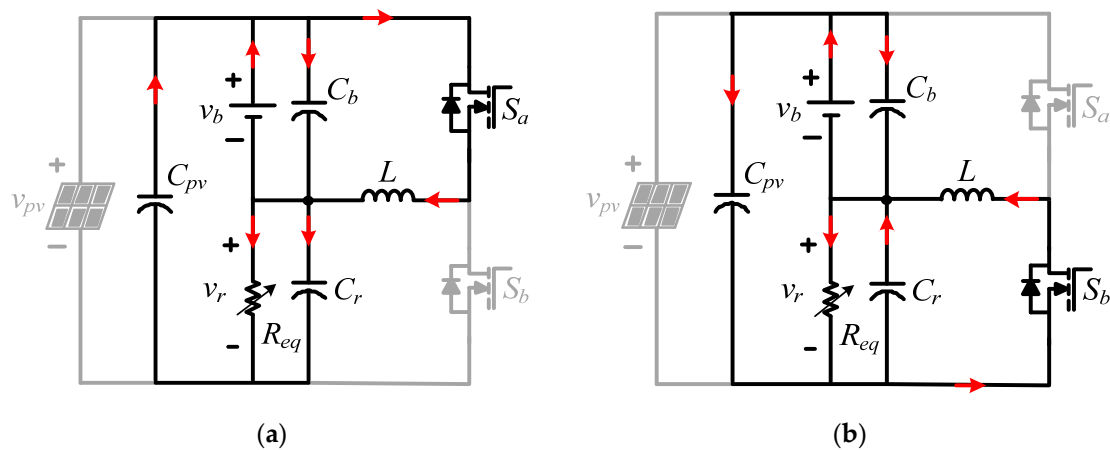 +
v_b
−
C_b
S_a
+
v_pv
−
C_pv
L
+
v_r
−
R_eq
C_r
S_b
(a)
+
v_b
−
C_b
S_a
+
v_pv
−
C_pv
L
+
v_r
−
R_eq
C_r
S_b
(b)